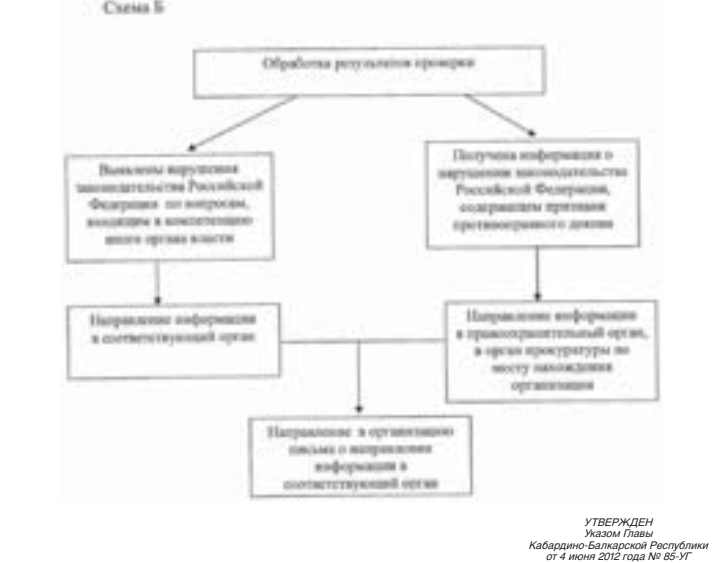 Схема Б
Обработка результатов проверки
Выявлены нарушения
законодательства Российской
Федерации по вопросам,
входящим в компетенцию
иного органа власти
Получена информация о
нарушении законодательства
Российской Федерации,
содержащем признаки
противоправного деяния
Направление информации
в соответствующий орган
Направление информации
в правоохранительный орган,
в орган прокуратуры по
месту нахождения
организации
Направление в организацию
письма о направлении
информации в
соответствующий орган
УТВЕРЖДЕН
Указом Главы
Кабардино-Балкарской Республики
от 4 июня 2012 года № 85-УГ